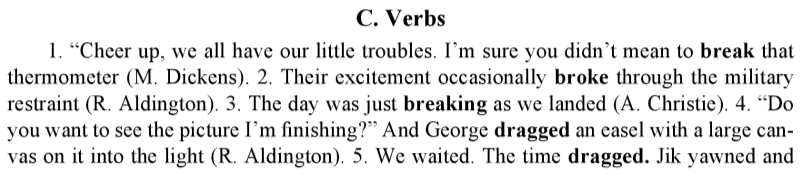 C. Verbs
1. “Cheer up, we all have our little troubles. I’m sure you didn’t mean to break that
thermometer (M. Dickens). 2. Their excitement occasionally broke through the military
restraint (R. Aldington). 3. The day was just breaking as we landed (A. Christie). 4. “Do
you want to see the picture I’m finishing?” And George dragged an easel with a large can-
vas on it into the light (R. Aldington). 5. We waited. The time dragged. Jik yawned and